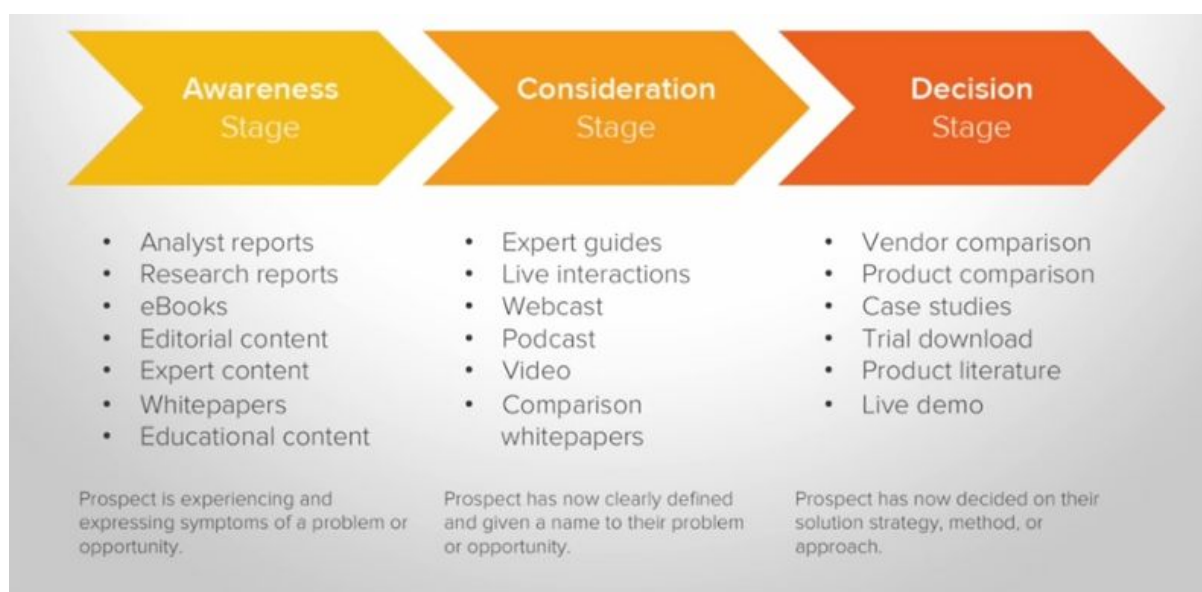 Awareness
Stage
• Analyst reports
• Research reports
• eBooks
• Editorial content
• Expert content
• Whitepapers
• Educational content
Prospect is experiencing and
expressing symptoms of a problem or
opportunity.
Consideration
Stage
• Expert guides
• Live interactions
• Webcast
• Podcast
• Video
• Comparison
whitepapers
Prospect has now clearly defined
and given a name to their problem
or opportunity.
Decision
Stage
• Vendor comparison
• Product comparison
• Case studies
• Trial download
• Product literature
• Live demo
Prospect has now decided on their
solution strategy, method, or
approach.